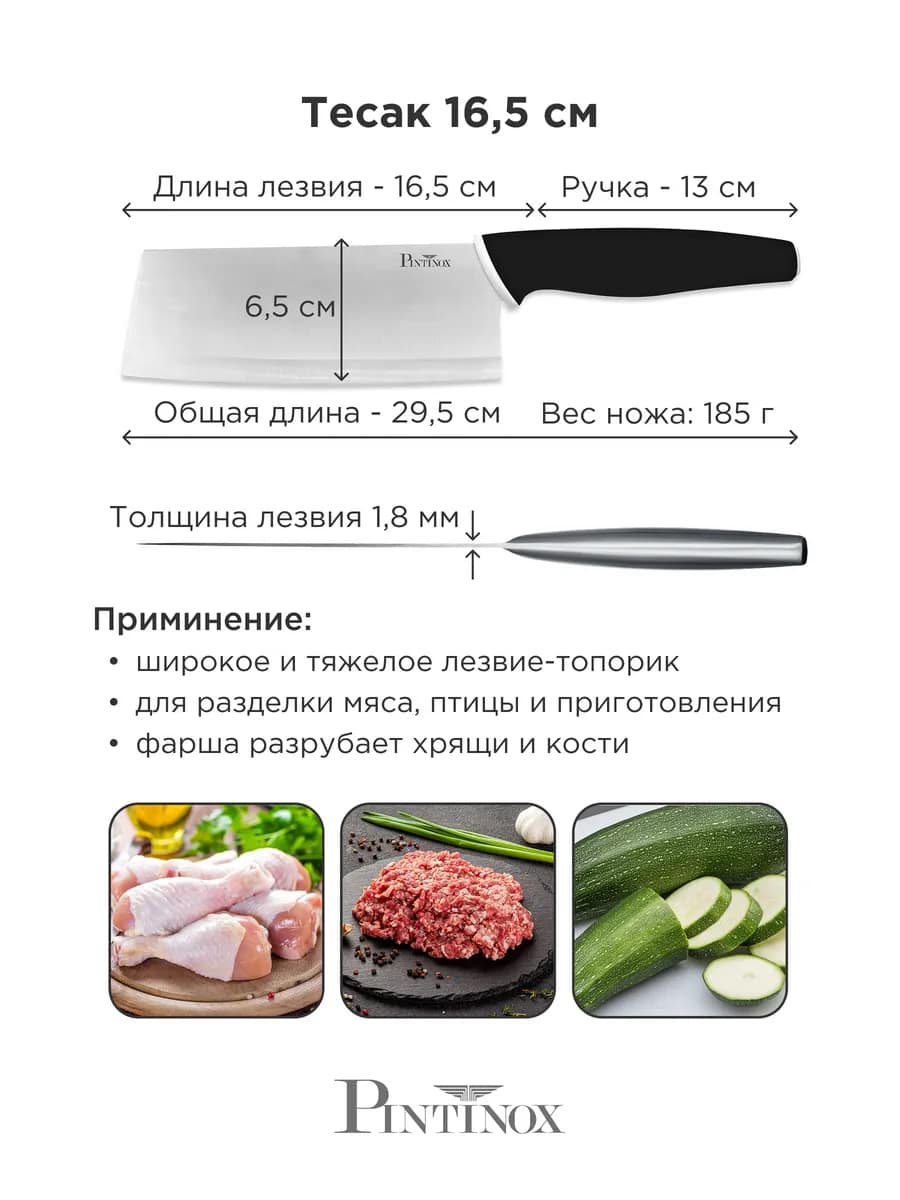 Тесак 16,5 см
Длина лезвия - 16,5 см
Ручка - 13 см
PINTINOX
6,5 см
Общая длина - 29,5 см
Вес ножа: 185 г
Толщина лезвия 1,8 мм
Приминение:
• широкое и тяжелое лезвие-топорик
• для разделки мяса, птицы и приготовления
• фарша разрубает хрящи и кости
PINTINOX